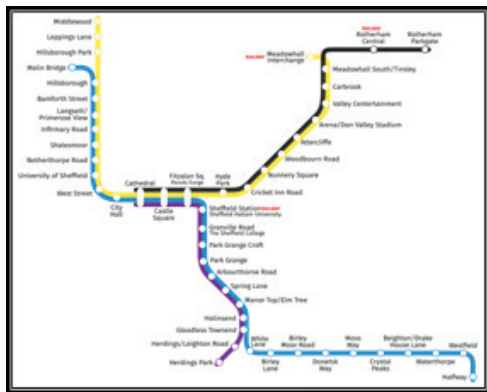 Middlewood
Leppings Lane
Hillsborough Park
Malin Bridge
Hillsborough
Bamforth Street
Langsett/
Primrose View
Infirmary Road
Shalesmoor
Netherthorpe Road
University of Sheffield
West Street
City
Hall
Cathedral
Castle
Square
Fitzalan Sq.
Ponds Forge
Hyde
Park
Cricket Inn Road
Nunnery Square
Woodbourn Road
Attercliffe
Arena/Don Valley Stadium
Valley Centertainment
Carbrook
Meadowhall South/Tinsley
RAILWAY
Meadowhall
Interchange
RAILWAY
Rotherham
Central
Rotherham
Parkgate
Sheffield Station RAILWAY
Sheffield Hallam University
Granville Road
The Sheffield College
Park Grange Croft
Park Grange
Arbourthorne Road
Spring Lane
Manor Top/Elm Tree
Hollinsend
Gleadless Townend
Herdings/Leighton Road
Herdings Park
White
Lane
Birley
Lane
Birley
Moor Road
Donetsk
Way
Moss
Way
Crystal
Peaks
Beighton/Drake
House Lane
Waterthorpe
Westfield
Halfway